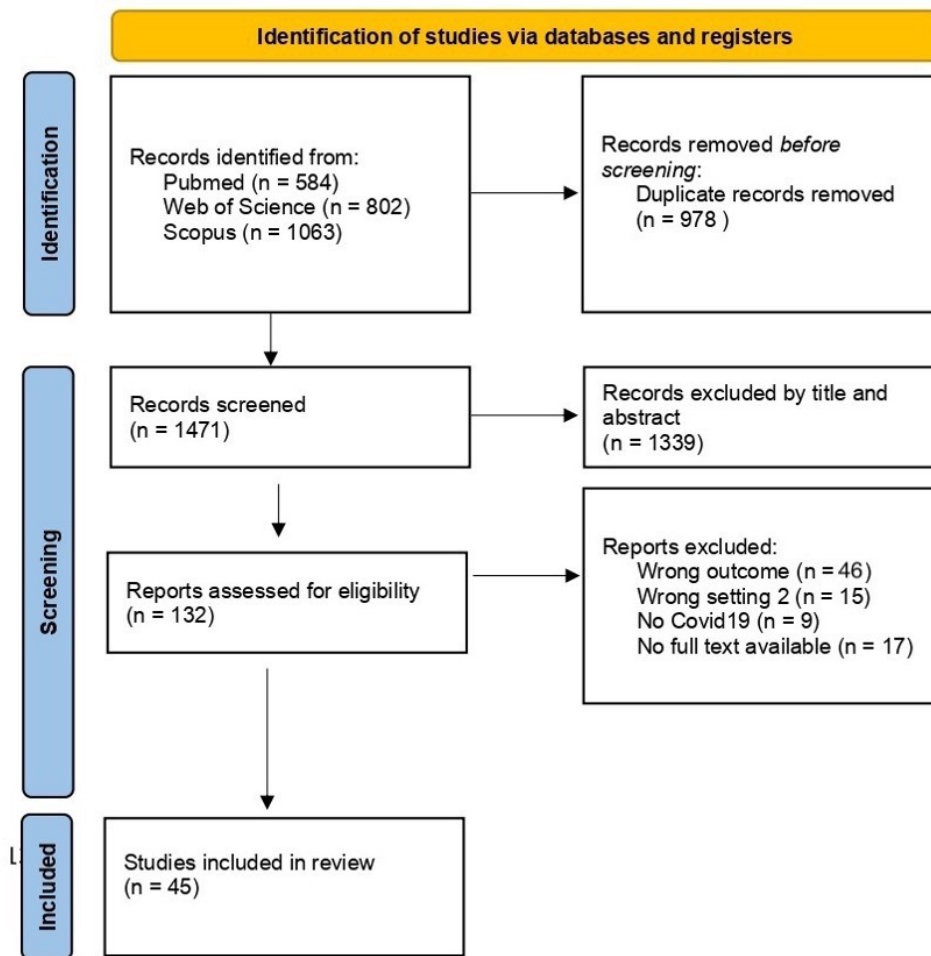 Identification of studies via databases and registers
Identification
Records identified from:
Pubmed (n = 584)
Web of Science (n = 802)
Scopus (n = 1063)
Records removed before
screening:
Duplicate records removed
(n = 978 )
Screening
Records screened
(n = 1471)
Records excluded by title and
abstract
(n = 1339)
Reports assessed for eligibility
(n = 132)
Reports excluded:
Wrong outcome (n = 46)
Wrong setting 2 (n = 15)
No Covid19 (n = 9)
No full text available (n = 17)
Included
Studies included in review
(n = 45)